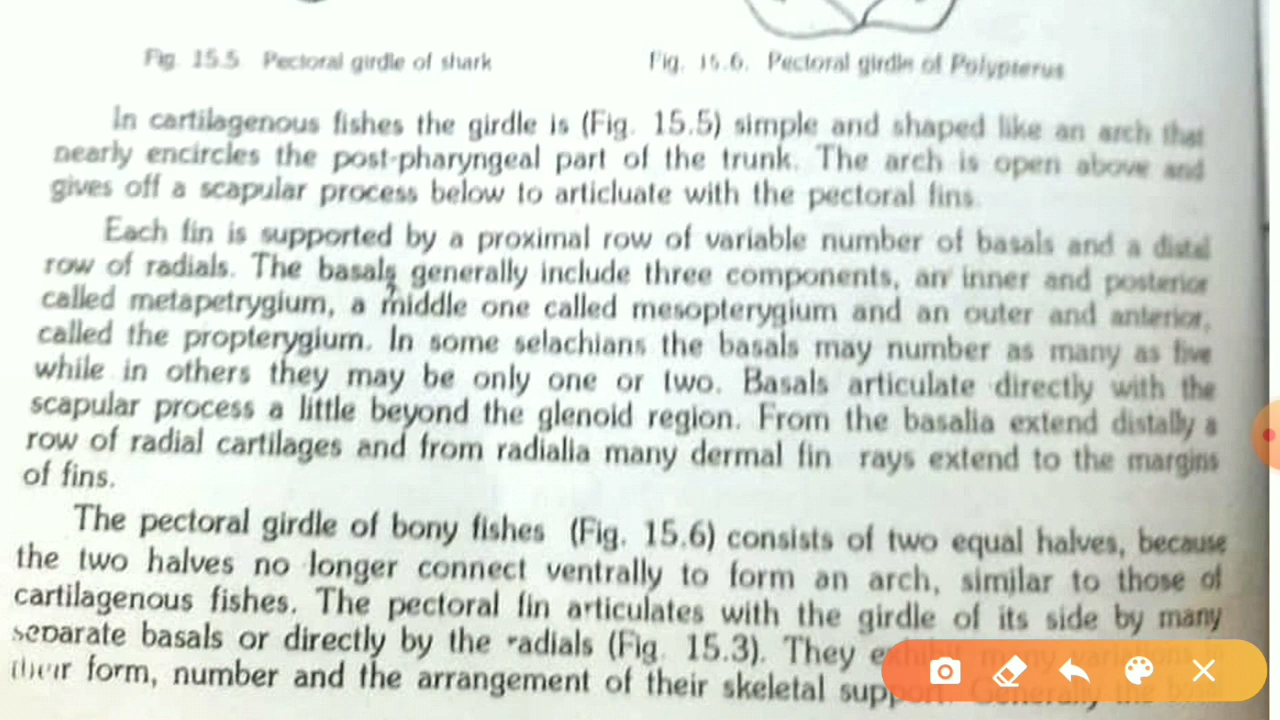 Fig. 15.5 Pectoral girdle of shark
Fig. 15.6. Pectoral girdle of Polypterus
In cartilagenous fishes the girdle is (Fig. 15.5) simple and shaped like an arch that
nearly encircles the post-pharyngeal part of the trunk. The arch is open above and
gives off a scapular process below to articluate with the pectoral fins.
Each fin is supported by a proximal row of variable number of basals and a distal
row of radials. The basals generally include three components, an inner and posterior
called metapetrygium, a middle one called mesopterygium and an outer and anterior,
called the propterygium. In some selachians the basals may number as many as five
while in others they may be only one or two. Basals articulate directly with the
scapular process a little beyond the glenoid region. From the basalia extend distally a
row of radial cartilages and from radialia many dermal fin rays extend to the margins
of fins.
The pectoral girdle of bony fishes (Fig. 15.6) consists of two equal halves, because
the two halves no longer connect ventrally to form an arch, similar to those of
cartilagenous fishes. The pectoral fin articulates with the girdle of its side by many
separate basals or directly by the radials (Fig. 15.3). They exhibit many variations in
their form, number and the arrangement of their skeletal support. Generally the basal